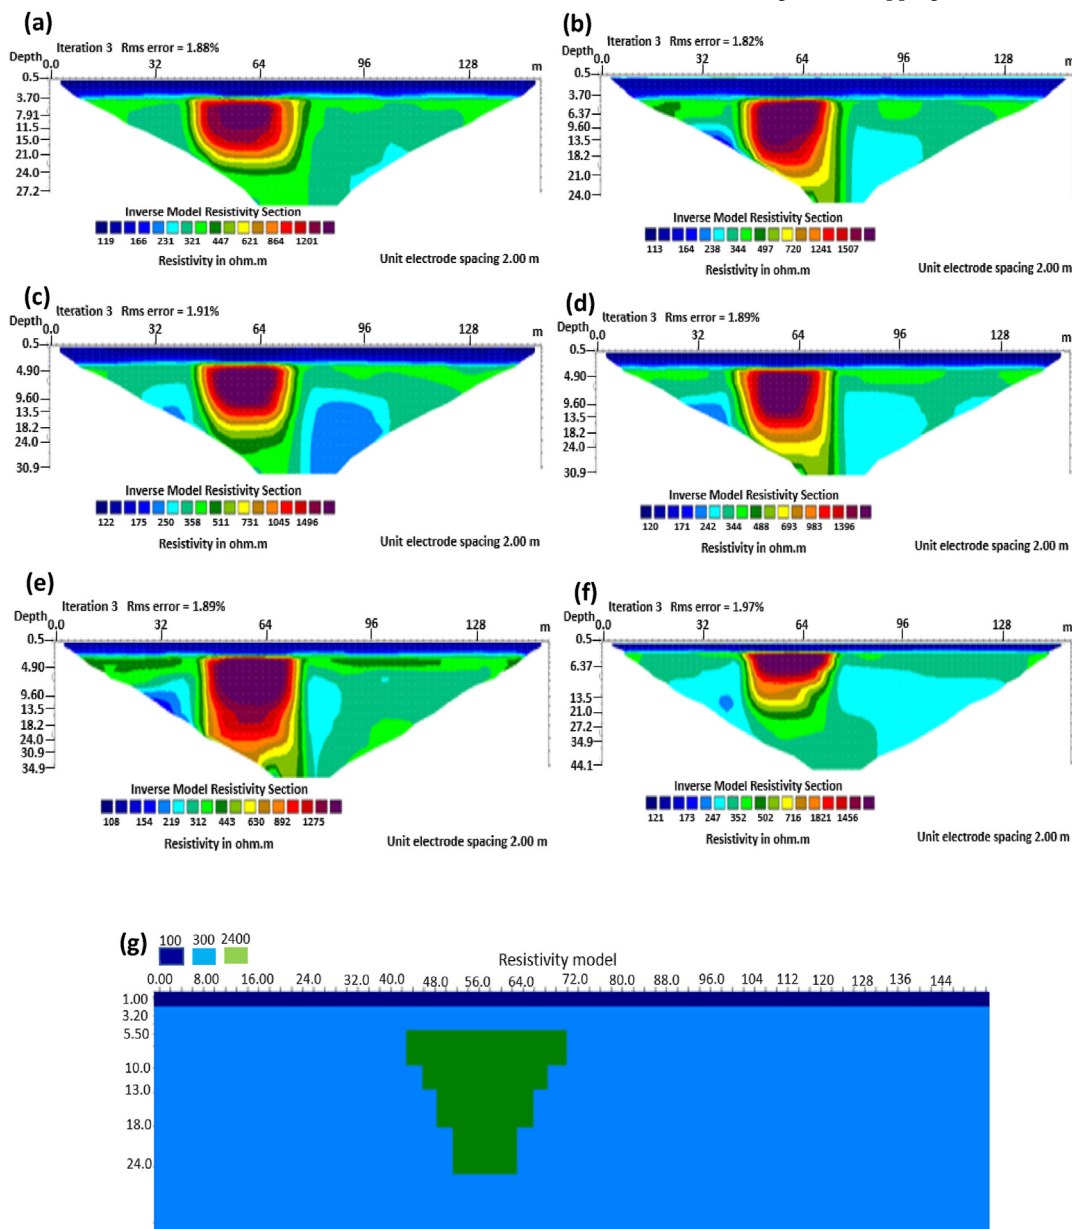 (a)
Iteration 3 Rms error = 1.88%
Depth 0.0 32 64 96 128 m
0.5
3.70
7.91
11.5
15.0
21.0
24.0
27.2
Inverse Model Resistivity Section
119 166 231 321 447 621 864 1201
Resistivity in ohm.m
Unit electrode spacing 2.00 m
(b)
Iteration 3 Rms error = 1.82%
Depth 0.0 32 64 96 128 m
0.5
3.70
6.37
9.60
13.5
18.2
21.0
24.0
Inverse Model Resistivity Section
113 164 238 344 497 720 1241 1507
Resistivity in ohm.m
Unit electrode spacing 2.00 m
(c)
Iteration 3 Rms error = 1.91%
Depth 0.0 32 64 96 128 m
0.5
4.90
9.60
13.5
18.2
24.0
30.9
Inverse Model Resistivity Section
122 175 250 358 511 731 1045 1496
Resistivity in ohm.m
Unit electrode spacing 2.00 m
(d)
Iteration 3 Rms error = 1.89%
Depth 0.0 32 64 96 128 m
0.5
4.90
9.60
13.5
18.2
24.0
30.9
Inverse Model Resistivity Section
120 171 242 344 488 693 983 1396
Resistivity in ohm.m
Unit electrode spacing 2.00 m
(e)
Iteration 3 Rms error = 1.89%
Depth 0.0 32 64 96 128 m
0.5
4.90
9.60
13.5
18.2
24.0
30.9
34.9
Inverse Model Resistivity Section
108 154 219 312 443 630 892 1275
Resistivity in ohm.m
Unit electrode spacing 2.00 m
(f)
Iteration 3 Rms error = 1.97%
Depth 0.0 32 64 96 128 m
0.5
6.37
13.5
21.0
27.2
34.9
44.1
Inverse Model Resistivity Section
121 173 247 352 502 716 1821 1456
Resistivity in ohm.m
Unit electrode spacing 2.00 m
(g) 100 300 2400
Resistivity model
0.00 8.00 16.00 24.0 32.0 40.0 48.0 56.0 64.0 72.0 80.0 88.0 96.0 104 112 120 128 136 144
1.00
3.20
5.50
10.0
13.0
18.0
24.0